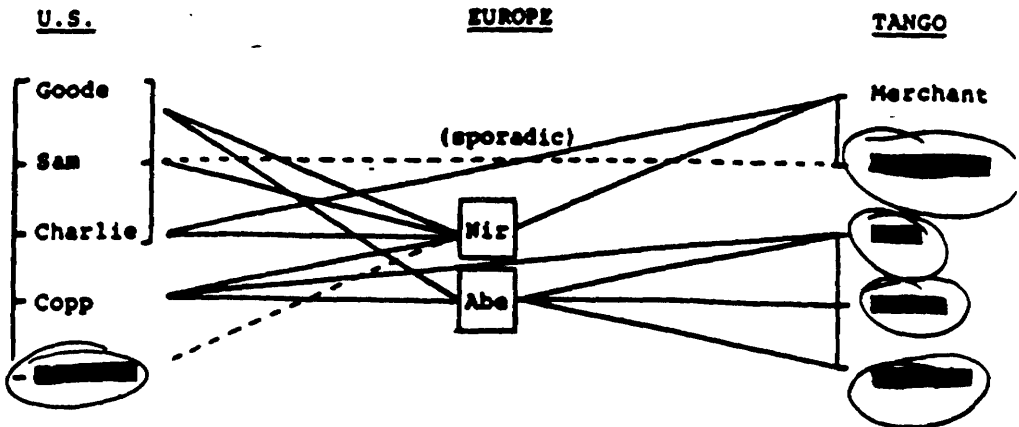 U.S. EUROPE TANGO
Goode Merchant
(sporadic)
Sam
Charlie Nir
Copp Abe